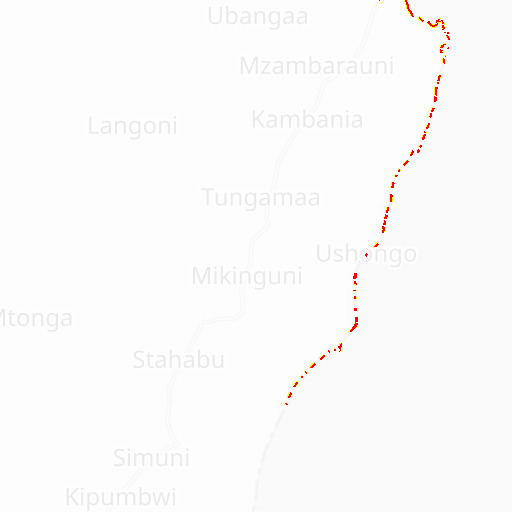 Ubangaa
Mzambarauni
Kambania
Langoni
Tungamaa
Ushongo
Mikinguni
Mtonga
Stahabu
Simuni
Kipumbwi